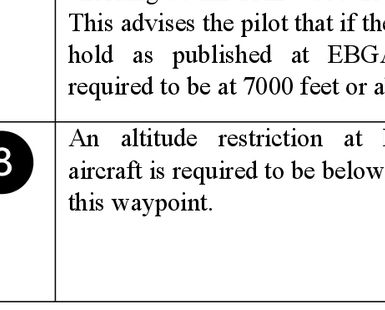 This advises the pilot that if the
hold as published at
required to be at 7000 feet or
8
An altitude restriction at
aircraft is required to be below
this waypoint.